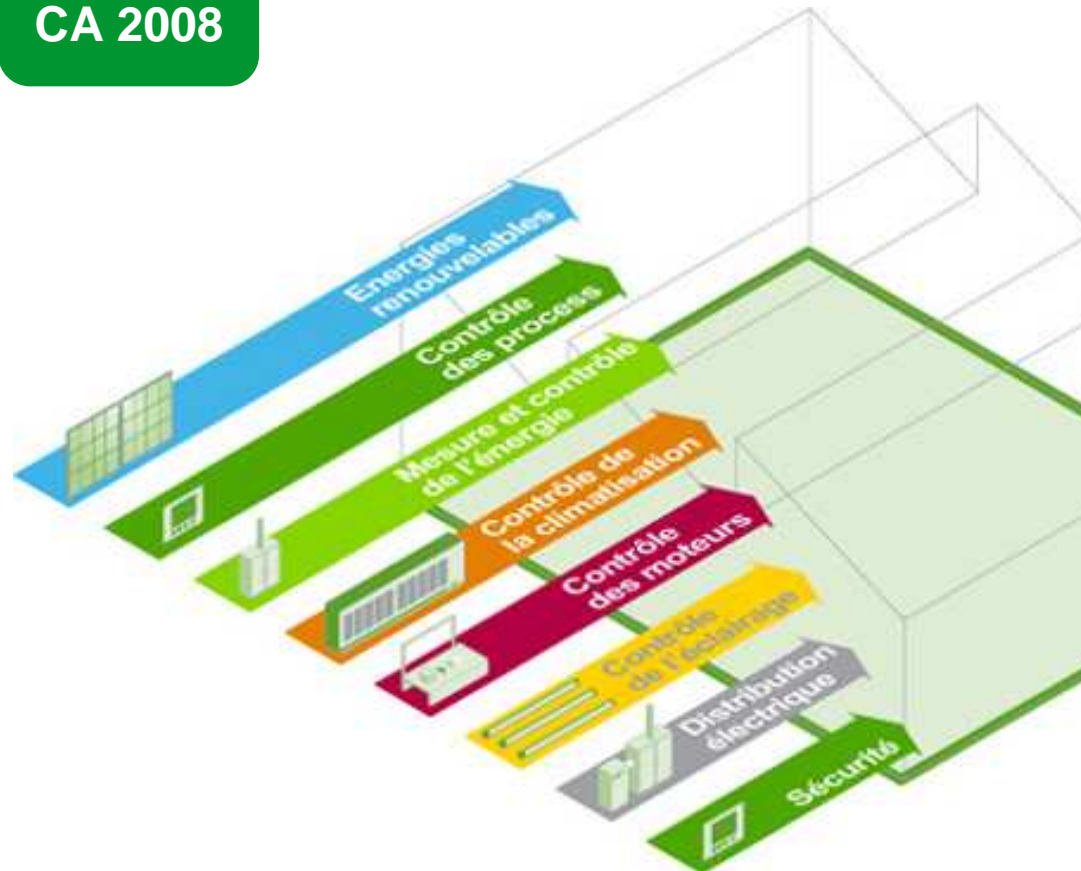 CA 2008
Energies
renouvelables
Contrôle
des process
Mesure et contrôle
de l'énergie
Contrôle de
la climatisation
Contrôle
des moteurs
Contrôle
de l'éclairage
Distribution
électrique
Sécurité